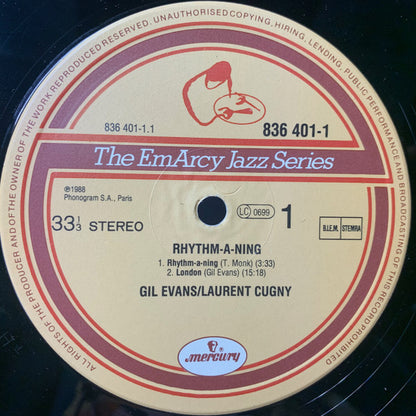 ALL RIGHTS OF THE PRODUCER AND OF THE OWNER OF THE WORK REPRODUCED RESERVED. UNAUTHORISED COPYING, HIRING, LENDING, PUBLIC PERFORMANCE AND BROADCASTING OF THIS RECORD PROHIBITED
836 401-1.1
836 401-1
The EmArcy Jazz Series
℗1988
Phonogram S.A., Paris
33 1/3 STEREO
LC 0699
1
B.I.E.M. STEMRA
RHYTHM-A-NING
1. Rhythm-a-ning (T. Monk) (3:33)
2. London (Gil Evans) (15:18)
GIL EVANS/LAURENT CUGNY
mercury